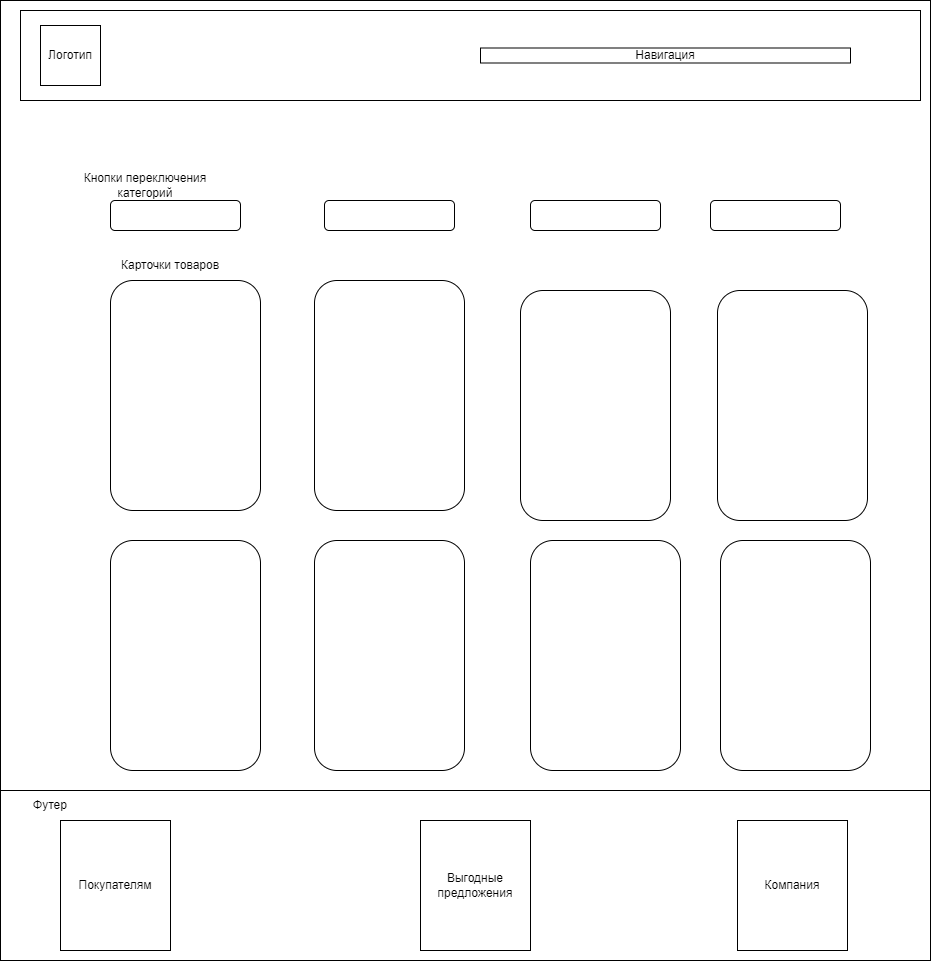 Логотип
Навигация
Кнопки переключения
категорий
Карточки товаров
Футер
Покупателям
Выгодные
предложения
Компания